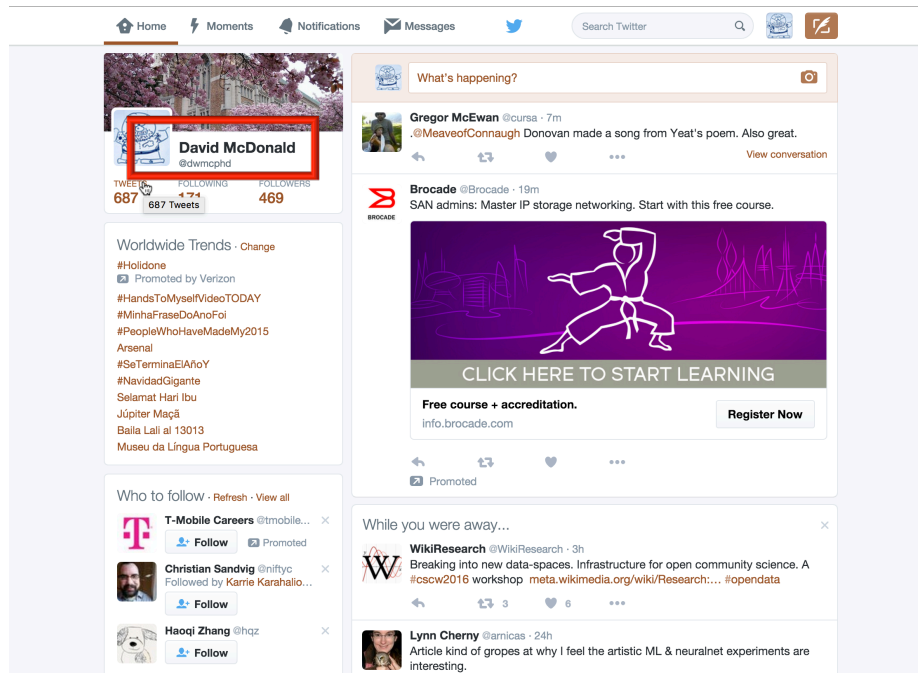 Home
Moments
Notifications
Messages
Search Twitter
David McDonald
@dwmcphd
TWEETS
FOLLOWING
FOLLOWERS
687
171
469
687 Tweets
Worldwide Trends · Change
#Holidone
Promoted by Verizon
#HandsToMyselfVideoTODAY
#MinhaFraseDoAnoFoi
#PeopleWhoHaveMadeMy2015
Arsenal
#SeTerminaElAñoY
#NavidadGigante
Selamat Hari Ibu
Júpiter Maçã
Baila Lali al 13013
Museu da Língua Portuguesa
Who to follow · Refresh · View all
T-Mobile Careers @tmobile...
Follow
Promoted
Christian Sandvig @niftyc
Followed by Karrie Karahalio...
Follow
Haoqi Zhang @hqz
Follow
What's happening?
Gregor McEwan @cursa · 7m
.@MeaveofConnaugh Donovan made a song from Yeat's poem. Also great.
View conversation
Brocade @Brocade · 19m
SAN admins: Master IP storage networking. Start with this free course.
BROCADE
CLICK HERE TO START LEARNING
Free course + accreditation.
info.brocade.com
Register Now
Promoted
While you were away...
WikiResearch @WikiResearch · 3h
Breaking into new data-spaces. Infrastructure for open community science. A
#cscw2016 workshop meta.wikimedia.org/wiki/Research:... #opendata
3
6
Lynn Cherny @arnicas · 24h
Article kind of gropes at why I feel the artistic ML & neuralnet experiments are
interesting.